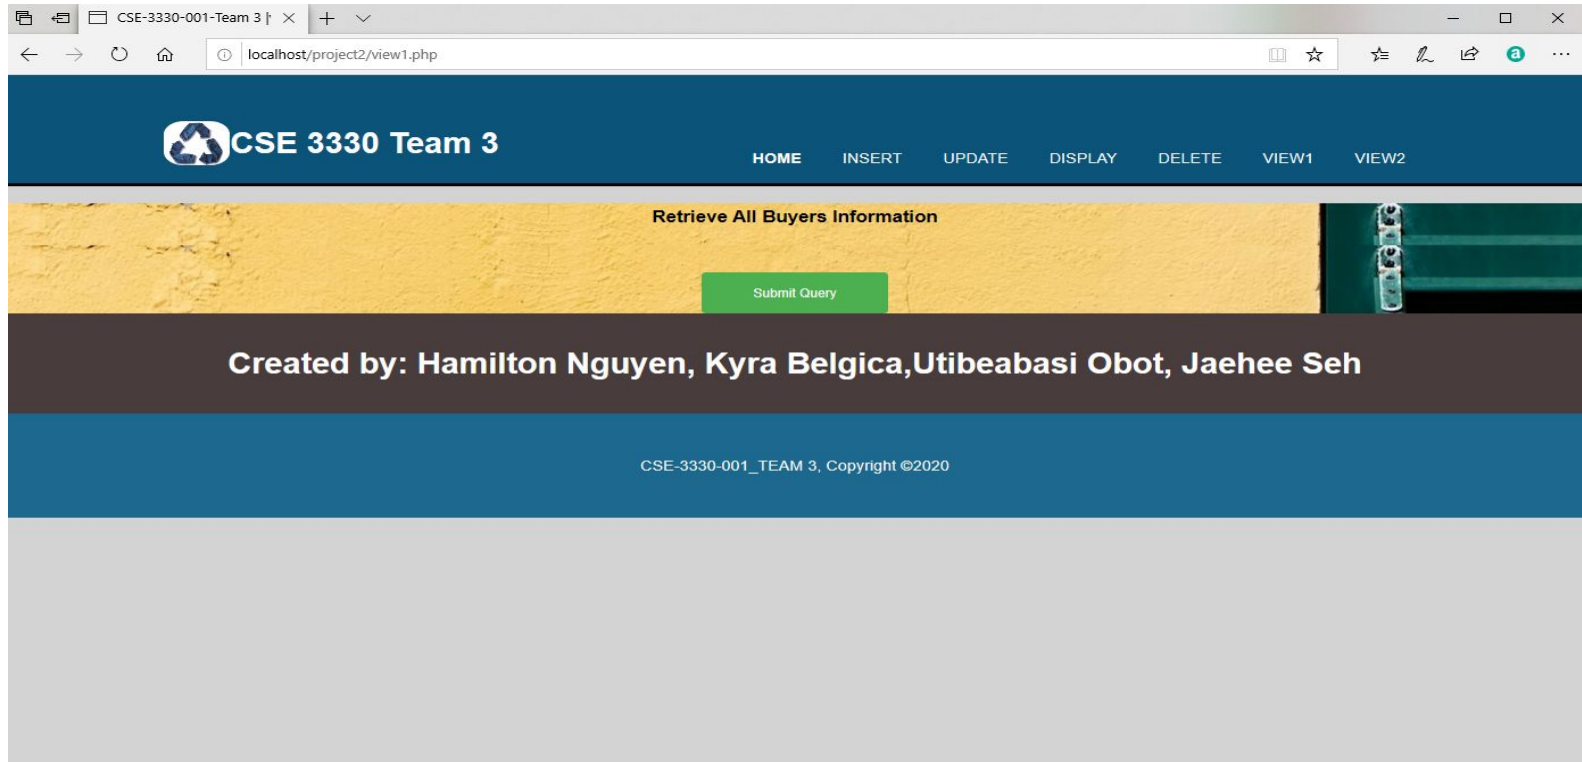 CSE-3330-001-Team 3 |
localhost/project2/view1.php
CSE 3330 Team 3
HOME INSERT UPDATE DISPLAY DELETE VIEW1 VIEW2
Retrieve All Buyers Information
Submit Query
Created by: Hamilton Nguyen, Kyra Belgica,Utibeabasi Obot, Jaehee Seh
CSE-3330-001_TEAM 3, Copyright ©2020